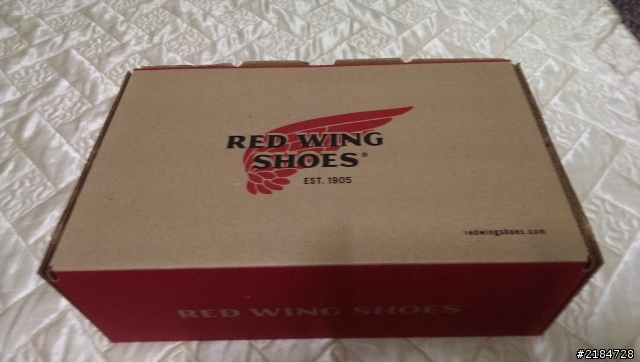 RED WING
SHOES®
EST. 1905
redwingshoes.com
RED WING SHOES
#2184728